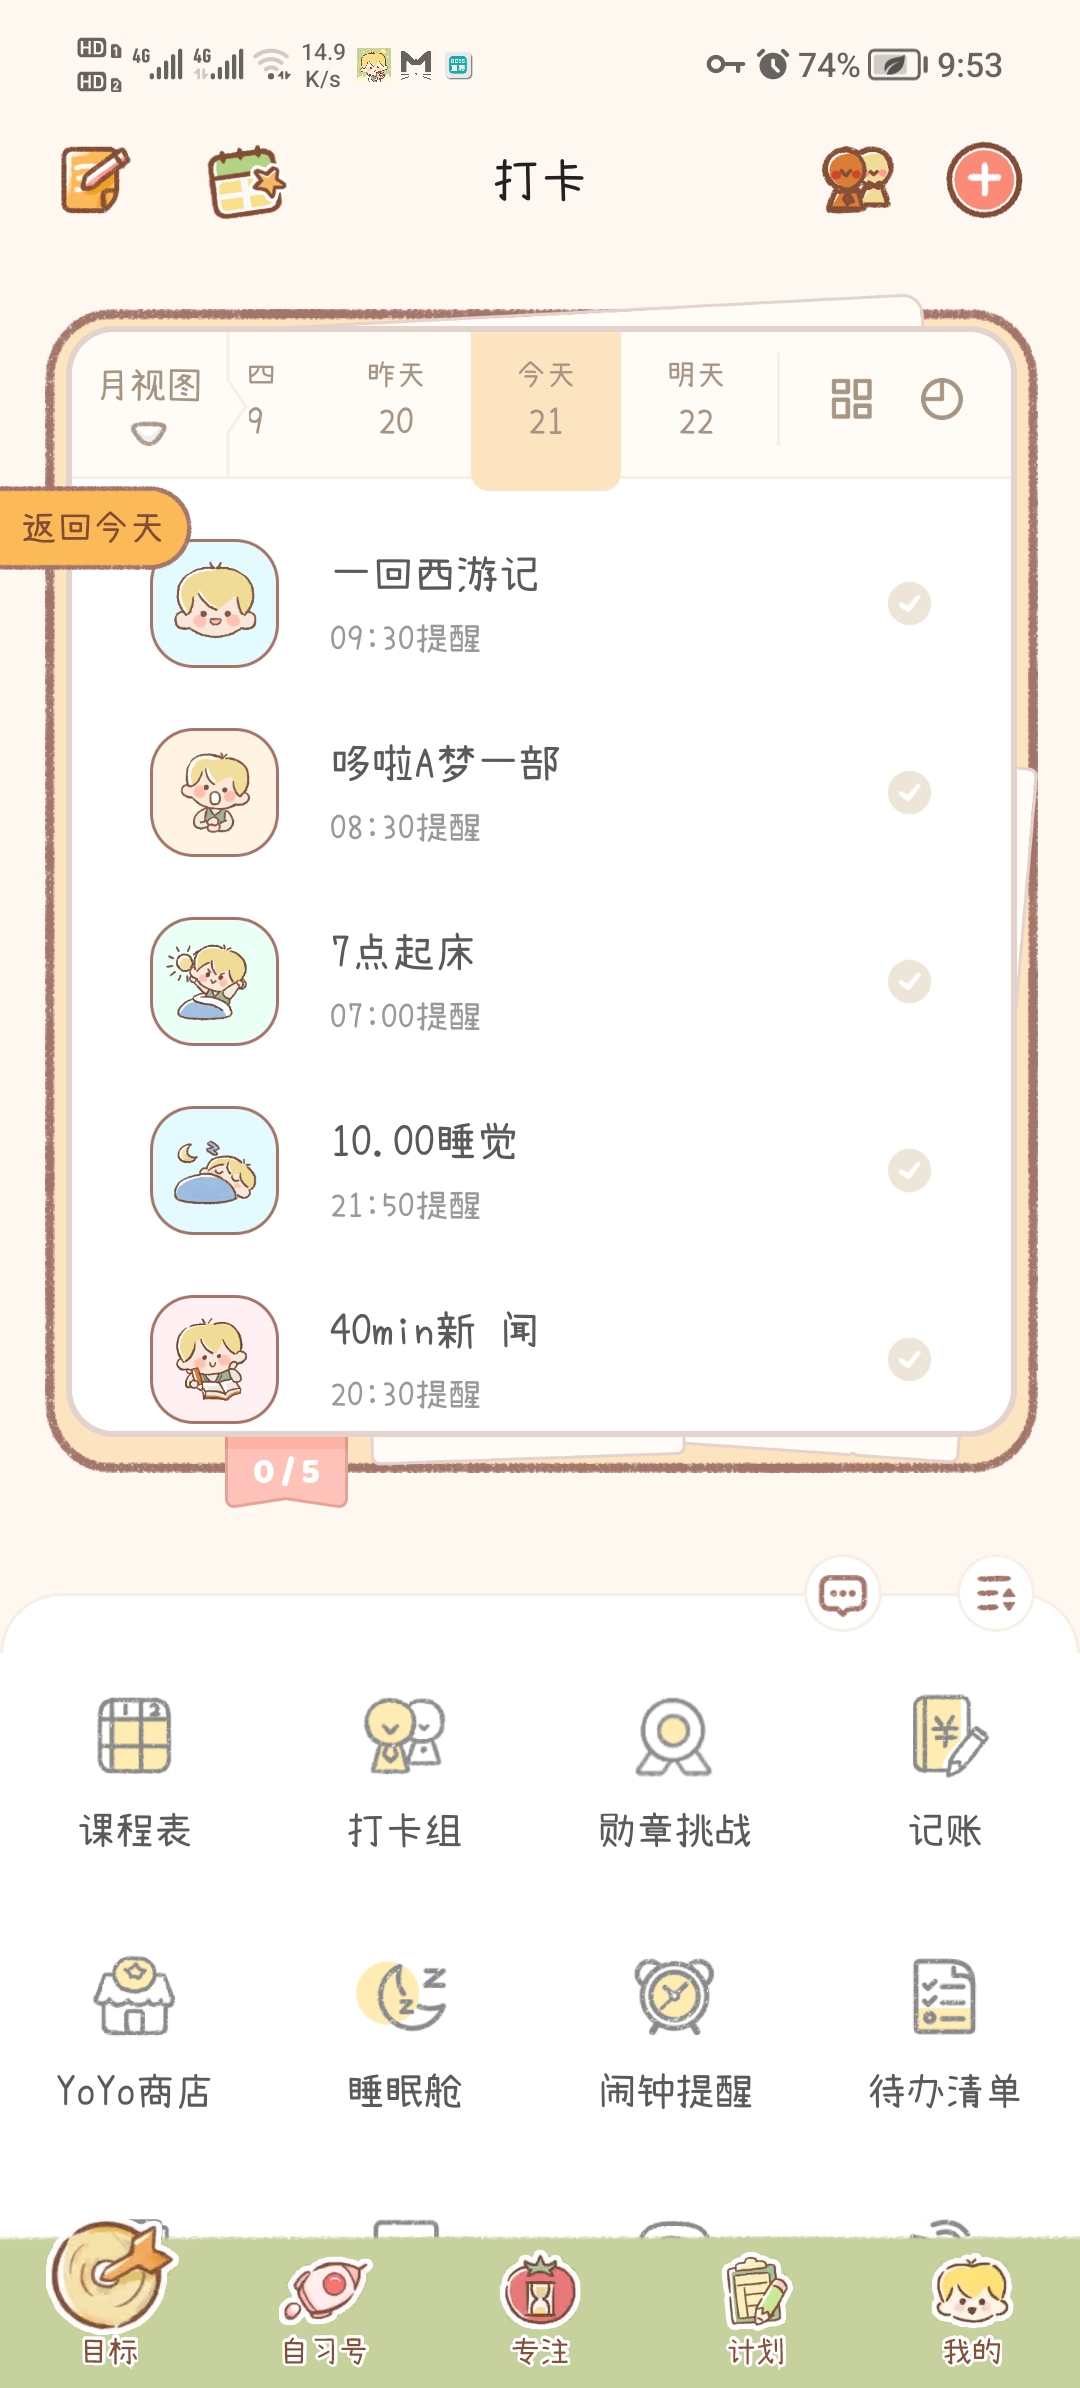 HD 1 4G 4G 14.9 K/s 74% 9:53
HD 2
打卡
月视图 四 昨天 今天 明天
9 20 21 22
返回今天
一回西游记
09:30提醒
哆啦A梦一部
08:30提醒
7点起床
07:00提醒
10.00睡觉
21:50提醒
40min新 闻
20:30提醒
0/5
课程表 打卡组 勋章挑战 记账
YoYo商店 睡眠舱 闹钟提醒 待办清单
目标 自习号 专注 计划 我的